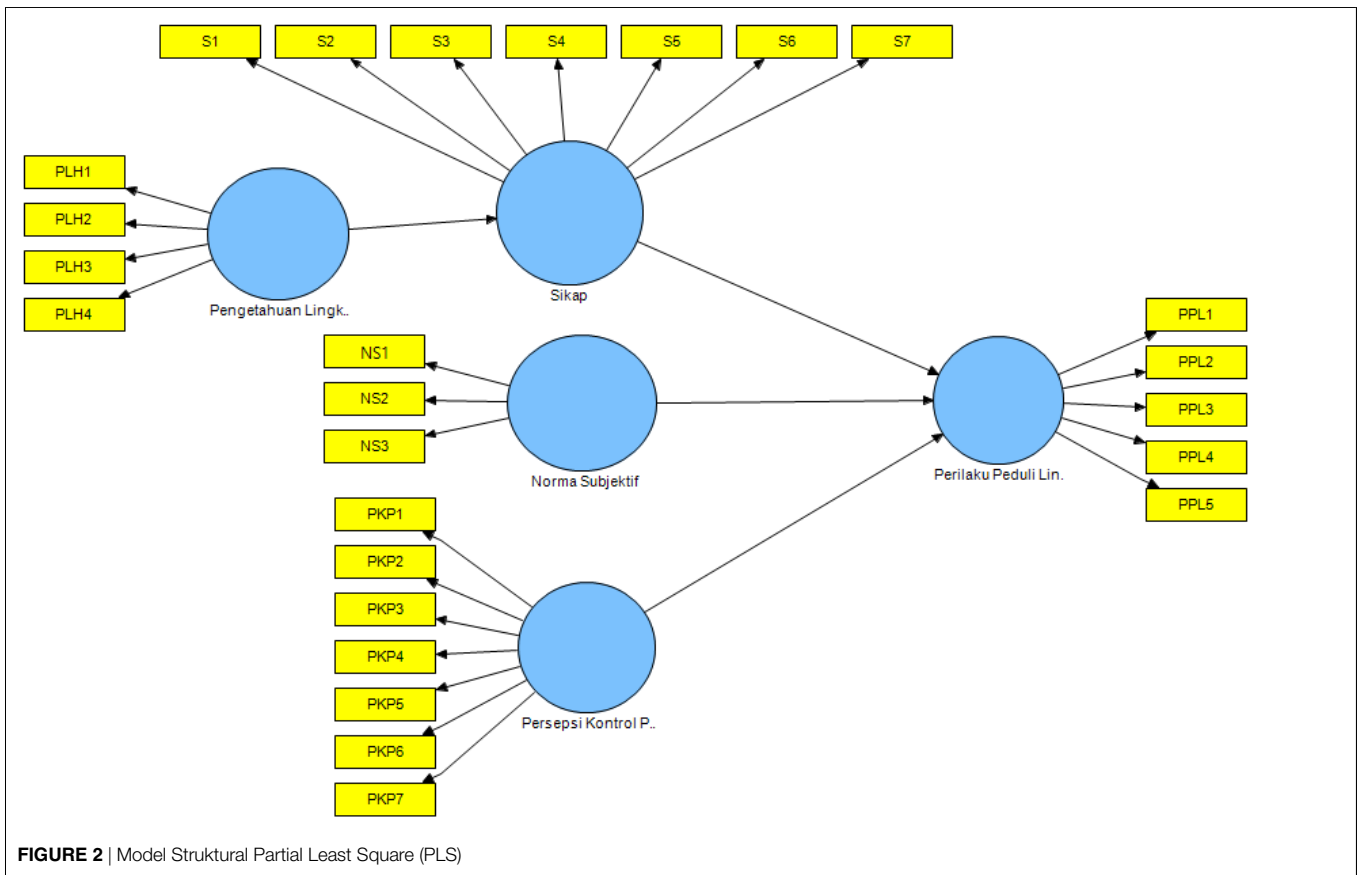 S1
S2
S3
S4
S5
S6
S7
PLH1
PLH2
PLH3
PLH4
Pengetahuan Lingk..
Sikap
NS1
NS2
NS3
Norma Subjektif
PPL1
PPL2
PPL3
PPL4
PPL5
Perilaku Peduli Lin.
PKP1
PKP2
PKP3
PKP4
PKP5
PKP6
PKP7
Persepsi Kontrol P..
FIGURE 2 | Model Struktural Partial Least Square (PLS)